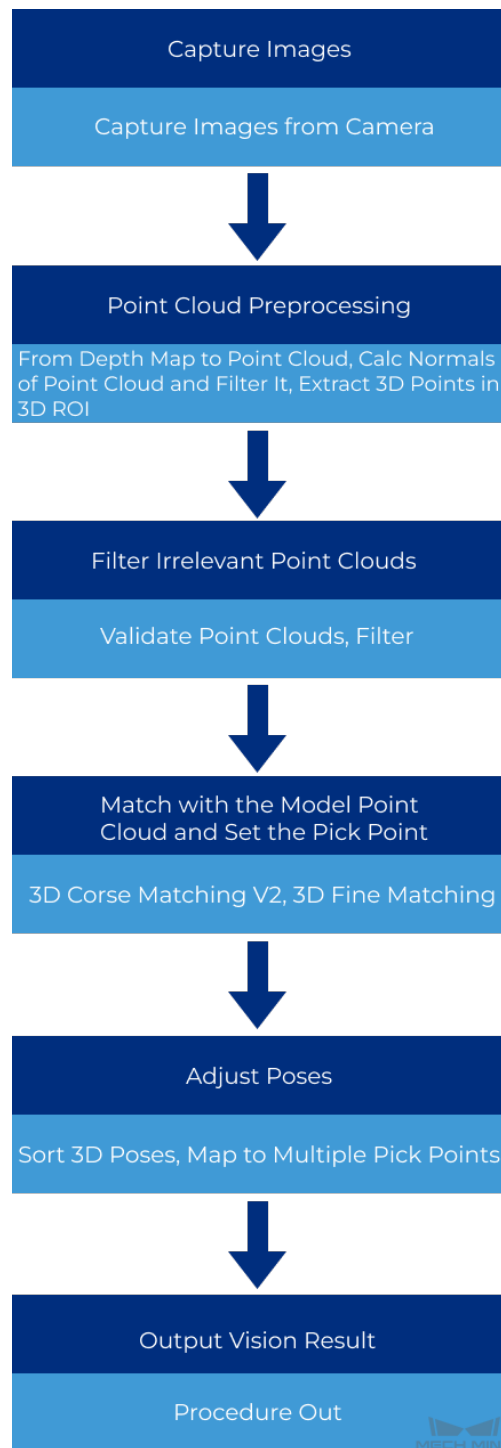 Capture Images
Capture Images from Camera
Point Cloud Preprocessing
From Depth Map to Point Cloud, Calc Normals
of Point Cloud and Filter It, Extract 3D Points in
3D ROI
Filter Irrelevant Point Clouds
Validate Point Clouds, Filter
Match with the Model Point
Cloud and Set the Pick Point
3D Corse Matching V2, 3D Fine Matching
Adjust Poses
Sort 3D Poses, Map to Multiple Pick Points
Output Vision Result
Procedure Out
MECH MIN